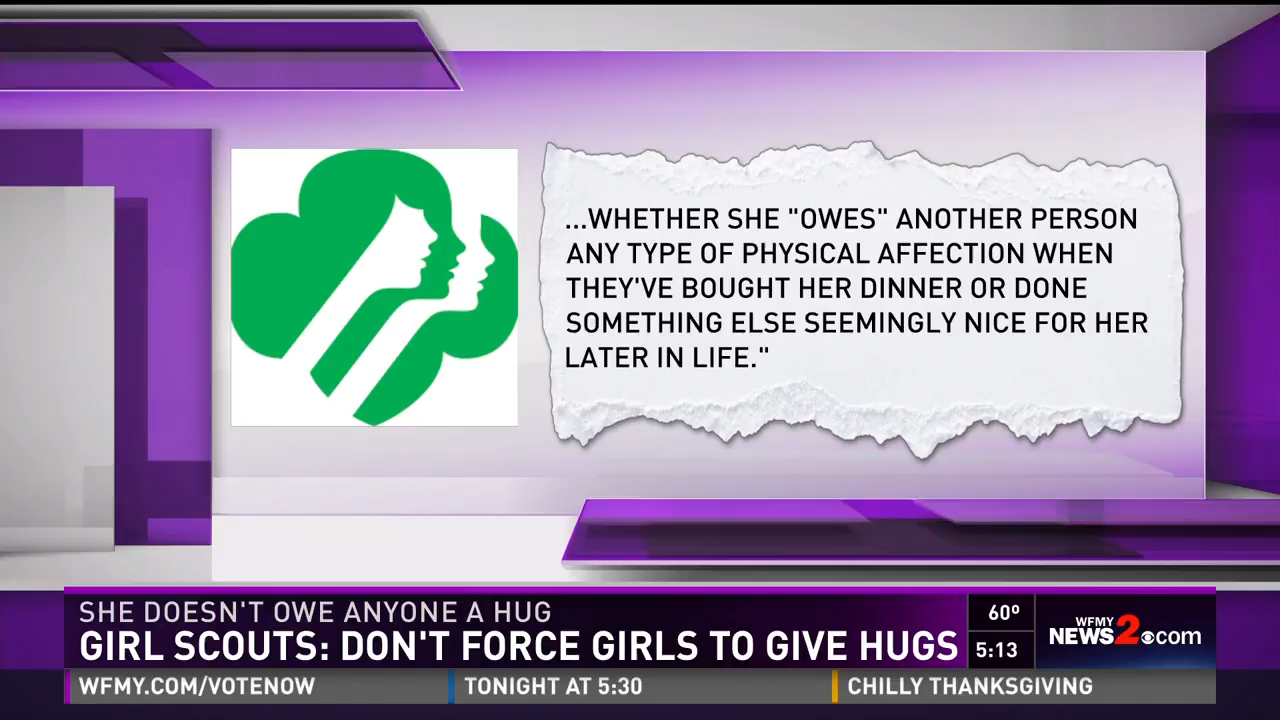 ...WHETHER SHE "OWES" ANOTHER PERSON
ANY TYPE OF PHYSICAL AFFECTION WHEN
THEY'VE BOUGHT HER DINNER OR DONE
SOMETHING ELSE SEEMINGLY NICE FOR HER
LATER IN LIFE."
SHE DOESN'T OWE ANYONE A HUG
GIRL SCOUTS: DON'T FORCE GIRLS TO GIVE HUGS
60°
5:13
WFMY
NEWS 2 com
WFMY.COM/VOTENOW
TONIGHT AT 5:30
CHILLY THANKSGIVING